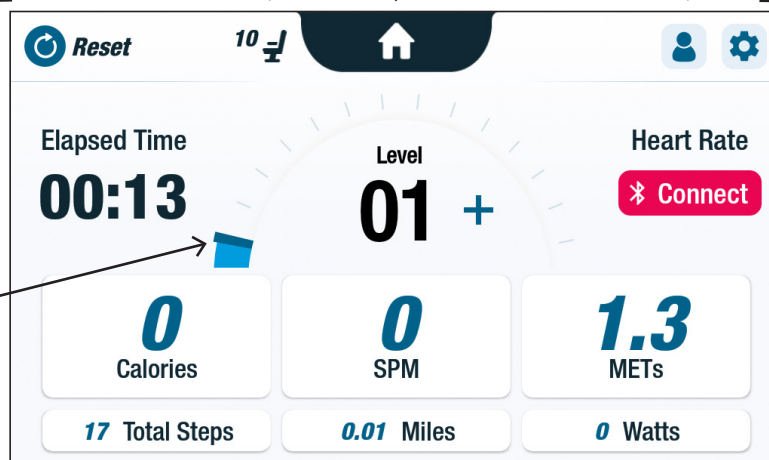 Reset
10
Elapsed Time
00:13
Level
01 +
Heart Rate
Connect
0
Calories
0
SPM
1.3
METs
17 Total Steps
0.01 Miles
0 Watts